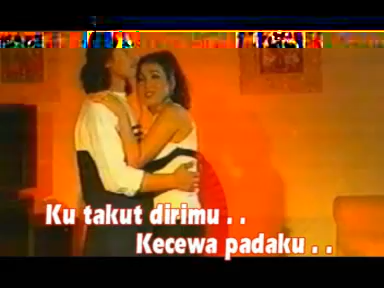 Ku takut dirimu . .
Kecewa padaku . .